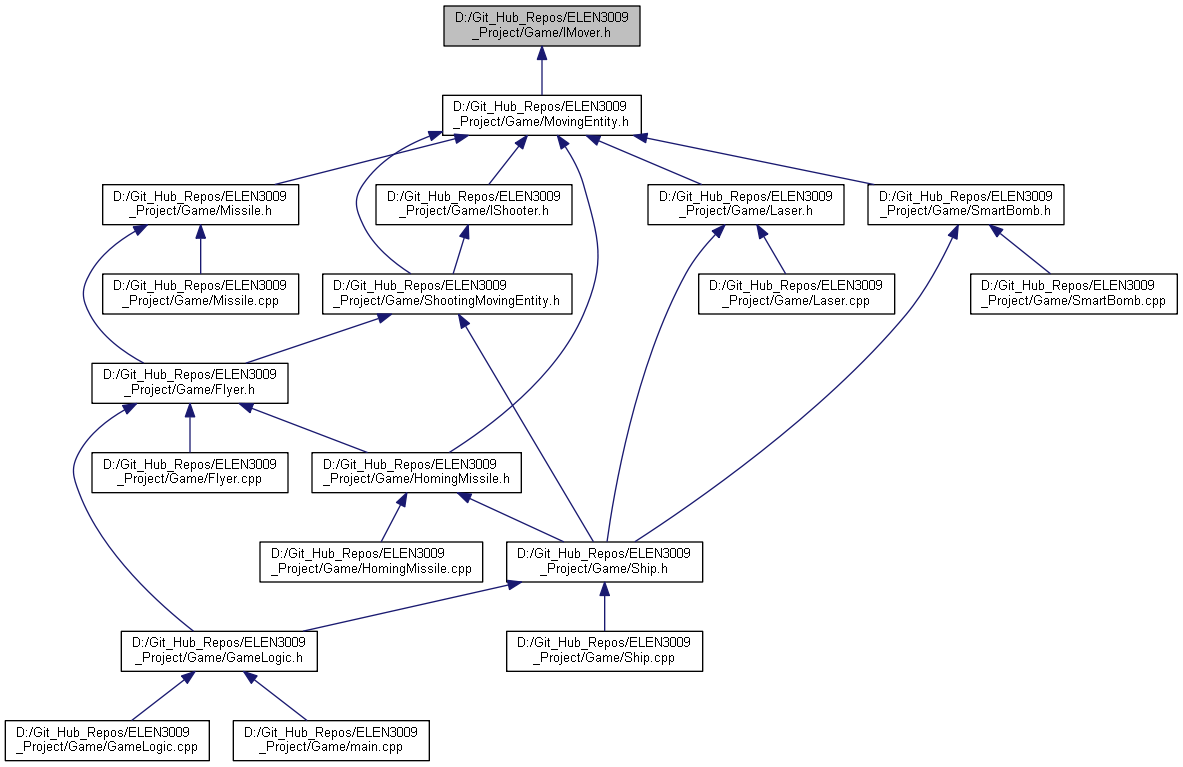 D:/Git_Hub_Repos/ELEN3009
_Project/Game/IMover.h
D:/Git_Hub_Repos/ELEN3009
_Project/Game/MovingEntity.h
D:/Git_Hub_Repos/ELEN3009
_Project/Game/Missile.h
D:/Git_Hub_Repos/ELEN3009
_Project/Game/IShooter.h
D:/Git_Hub_Repos/ELEN3009
_Project/Game/Laser.h
D:/Git_Hub_Repos/ELEN3009
_Project/Game/SmartBomb.h
D:/Git_Hub_Repos/ELEN3009
_Project/Game/Missile.cpp
D:/Git_Hub_Repos/ELEN3009
_Project/Game/ShootingMovingEntity.h
D:/Git_Hub_Repos/ELEN3009
_Project/Game/Laser.cpp
D:/Git_Hub_Repos/ELEN3009
_Project/Game/SmartBomb.cpp
D:/Git_Hub_Repos/ELEN3009
_Project/Game/Flyer.h
D:/Git_Hub_Repos/ELEN3009
_Project/Game/Flyer.cpp
D:/Git_Hub_Repos/ELEN3009
_Project/Game/HomingMissile.h
D:/Git_Hub_Repos/ELEN3009
_Project/Game/HomingMissile.cpp
D:/Git_Hub_Repos/ELEN3009
_Project/Game/Ship.h
D:/Git_Hub_Repos/ELEN3009
_Project/Game/GameLogic.h
D:/Git_Hub_Repos/ELEN3009
_Project/Game/Ship.cpp
D:/Git_Hub_Repos/ELEN3009
_Project/Game/GameLogic.cpp
D:/Git_Hub_Repos/ELEN3009
_Project/Game/main.cpp